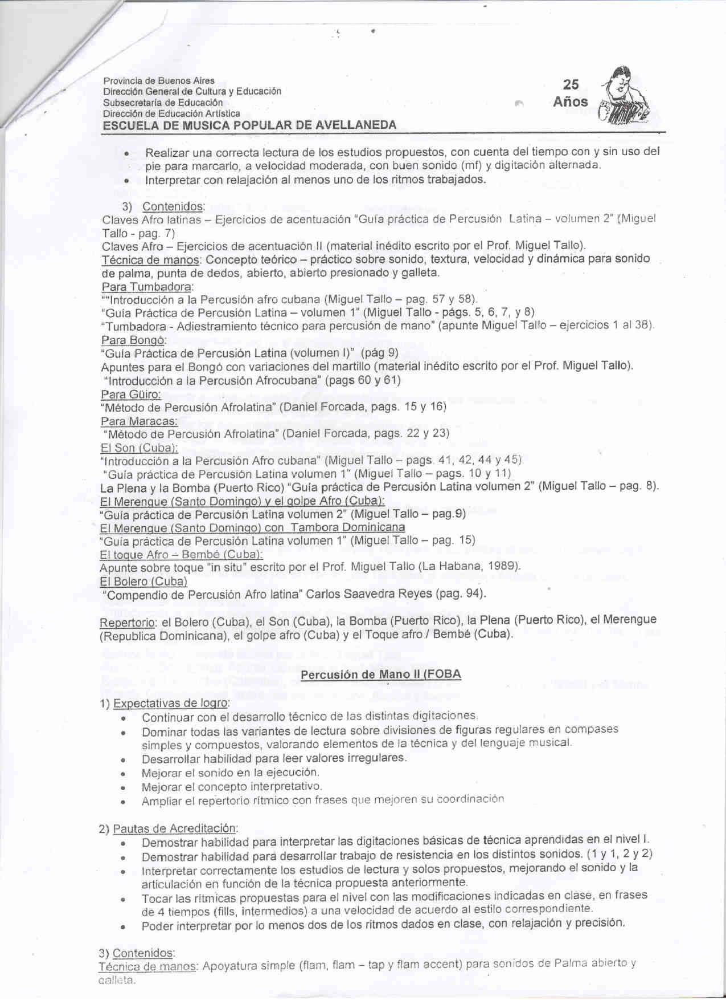 Provincia de Buenos Aires
Dirección General de Cultura y Educación
Subsecretaría de Educación
Dirección de Educación Artística
ESCUELA DE MUSICA POPULAR DE AVELLANEDA
25
Años
• Realizar una correcta lectura de los estudios propuestos, con cuenta del tiempo con y sin uso del
pie para marcarlo, a velocidad moderada, con buen sonido (mf) y digitación alternada.
• Interpretar con relajación al menos uno de los ritmos trabajados.
3) Contenidos:
Claves Afro latinas – Ejercicios de acentuación "Guía práctica de Percusión Latina – volumen 2" (Miguel
Tallo - pag. 7)
Claves Afro – Ejercicios de acentuación II (material inédito escrito por el Prof. Miguel Tallo).
Técnica de manos: Concepto teórico – práctico sobre sonido, textura, velocidad y dinámica para sonido
de palma, punta de dedos, abierto, abierto presionado y galleta.
Para Tumbadora:
""Introducción a la Percusión afro cubana (Miguel Tallo – pag. 57 y 58).
"Guía Práctica de Percusión Latina – volumen 1" (Miguel Tallo - págs. 5, 6, 7, y 8)
"Tumbadora - Adiestramiento técnico para percusión de mano" (apunte Miguel Tallo – ejercicios 1 al 38).
Para Bongó:
"Guía Práctica de Percusión Latina (volumen I)" (pág 9)
Apuntes para el Bongó con variaciones del martillo (material inédito escrito por el Prof. Miguel Tallo).
"Introducción a la Percusión Afrocubana" (pags 60 y 61)
Para Güiro:
"Método de Percusión Afrolatina" (Daniel Forcada, pags. 15 y 16)
Para Maracas:
"Método de Percusión Afrolatina" (Daniel Forcada, pags. 22 y 23)
El Son (Cuba):
"Introducción a la Percusión Afro cubana" (Miguel Tallo – pags. 41, 42, 44 y 45)
"Guía práctica de Percusión Latina volumen 1" (Miguel Tallo – pags. 10 y 11)
La Plena y la Bomba (Puerto Rico) "Guía práctica de Percusión Latina volumen 2" (Miguel Tallo – pag. 8).
El Merengue (Santo Domingo) y el golpe Afro (Cuba):
"Guía práctica de Percusión Latina volumen 2" (Miguel Tallo – pag.9)
El Merengue (Santo Domingo) con Tambora Dominicana
"Guía práctica de Percusión Latina volumen 1" (Miguel Tallo – pag. 15)
El toque Afro – Bembé (Cuba):
Apunte sobre toque "in situ" escrito por el Prof. Miguel Tallo (La Habana, 1989).
El Bolero (Cuba)
"Compendio de Percusión Afro latina" Carlos Saavedra Reyes (pag. 94).
Repertorio: el Bolero (Cuba), el Son (Cuba), la Bomba (Puerto Rico), la Plena (Puerto Rico), el Merengue
(Republica Dominicana), el golpe afro (Cuba) y el Toque afro / Bembé (Cuba).
Percusión de Mano II (FOBA
1) Expectativas de logro:
• Continuar con el desarrollo técnico de las distintas digitaciones.
• Dominar todas las variantes de lectura sobre divisiones de figuras regulares en compases
simples y compuestos, valorando elementos de la técnica y del lenguaje musical.
• Desarrollar habilidad para leer valores irregulares.
• Mejorar el sonido en la ejecución.
• Mejorar el concepto interpretativo.
• Ampliar el repertorio rítmico con frases que mejoren su coordinación
2) Pautas de Acreditación:
• Demostrar habilidad para interpretar las digitaciones básicas de técnica aprendidas en el nivel I.
• Demostrar habilidad para desarrollar trabajo de resistencia en los distintos sonidos. (1 y 1, 2 y 2)
• Interpretar correctamente los estudios de lectura y solos propuestos, mejorando el sonido y la
articulación en función de la técnica propuesta anteriormente.
• Tocar las rítmicas propuestas para el nivel con las modificaciones indicadas en clase, en frases
de 4 tiempos (fills, intermedios) a una velocidad de acuerdo al estilo correspondiente.
• Poder interpretar por lo menos dos de los ritmos dados en clase, con relajación y precisión.
3) Contenidos:
Técnica de manos: Apoyatura simple (flam, flam – tap y flam accent) para sonidos de Palma abierto y
galleta.